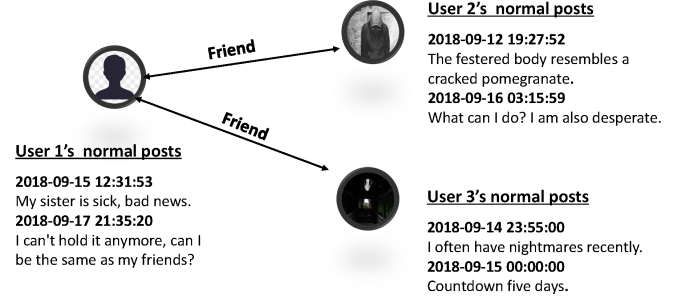 User 2's normal posts
2018-09-12 19:27:52
The festered body resembles a
cracked pomegranate.
2018-09-16 03:15:59
What can I do? I am also desperate.
Friend
Friend
User 1's normal posts
2018-09-15 12:31:53
My sister is sick, bad news.
2018-09-17 21:35:20
I can't hold it anymore, can I
be the same as my friends?
User 3's normal posts
2018-09-14 23:55:00
I often have nightmares recently.
2018-09-15 00:00:00
Countdown five days.